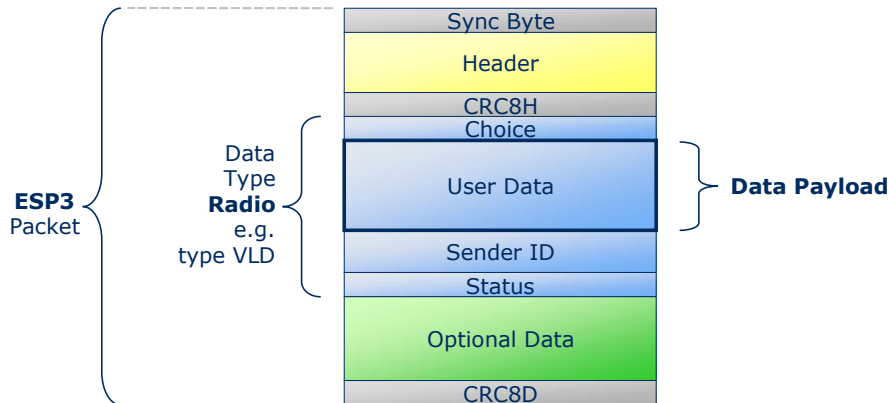 Sync Byte
Header
CRC8H
Choice
Data
Type
Radio
e.g.
type VLD
User Data
Data Payload
ESP3
Packet
Sender ID
Status
Optional Data
CRC8D